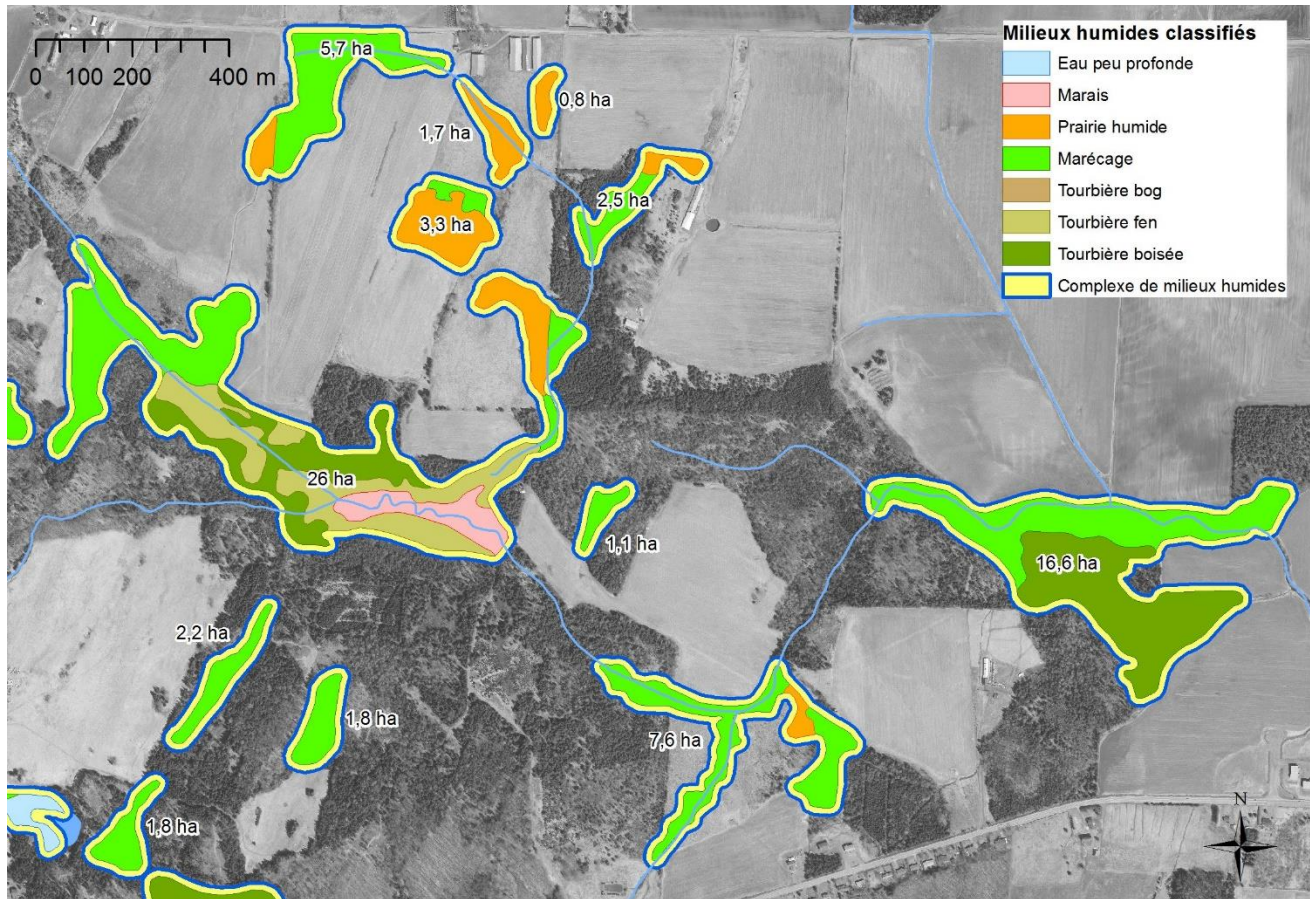 0 100 200 400 m
5,7 ha
0,8 ha
1,7 ha
2,5 ha
3,3 ha
26 ha
1,1 ha
16,6 ha
2,2 ha
1,8 ha
7,6 ha
1,8 ha
Milieux humides classifiés
Eau peu profonde
Marais
Prairie humide
Marécage
Tourbière bog
Tourbière fen
Tourbière boisée
Complexe de milieux humides
N